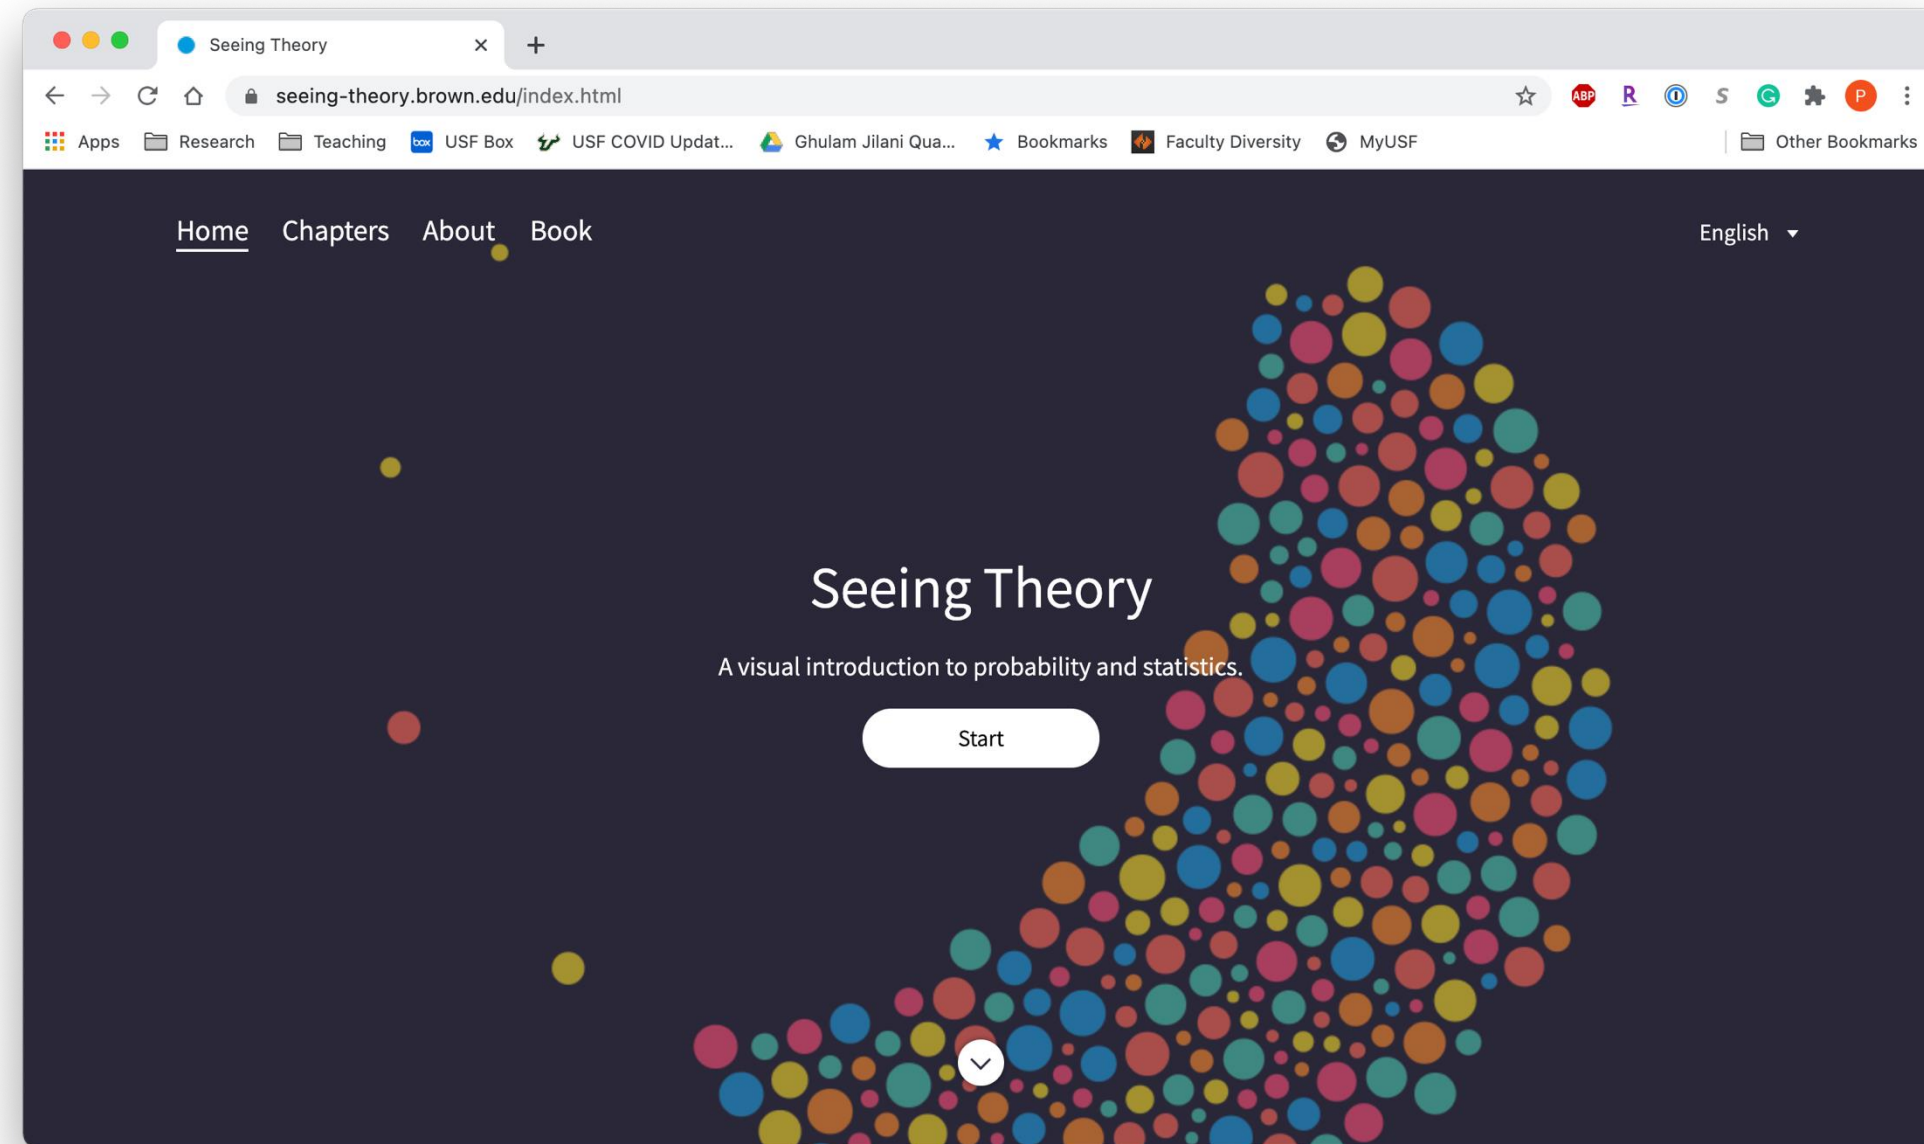 Seeing Theory
seeing-theory.brown.edu/index.html
ABP R S G P
Apps Research Teaching box USF Box USF COVID Updat... Ghulam Jilani Qua... Bookmarks Faculty Diversity MyUSF Other Bookmarks
Home Chapters About Book English
Seeing Theory
A visual introduction to probability and statistics.
Start